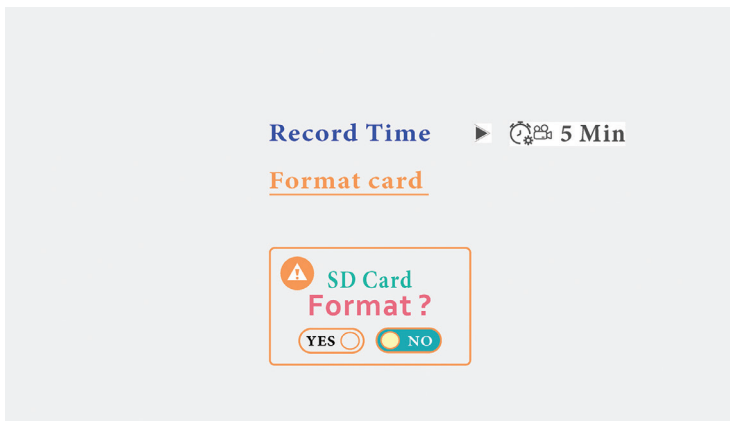 Record Time 5 Min
Format card
SD Card
Format ?
YES NO